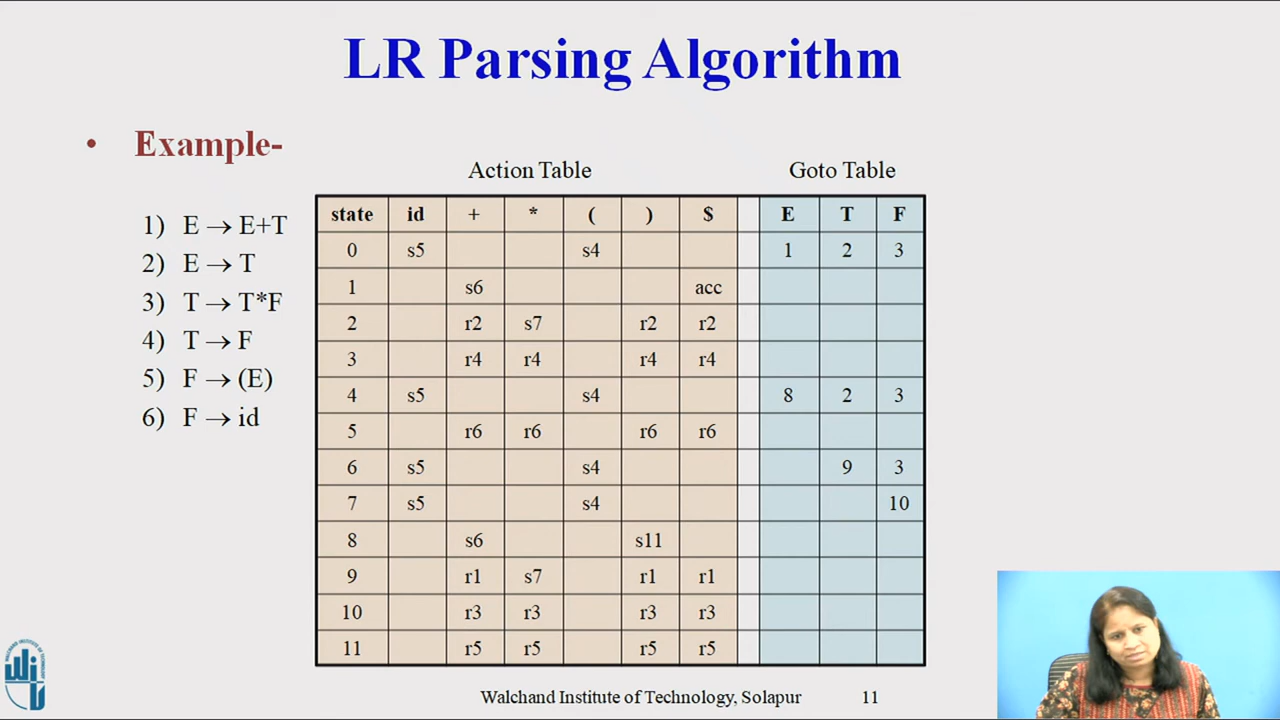 LR Parsing Algorithm
• Example-
1) E → E+T
2) E → T
3) T → T*F
4) T → F
5) F → (E)
6) F → id
Action Table Goto Table
state id + * ( ) $ E T F
0 s5 s4 1 2 3
1 s6 acc
2 r2 s7 r2 r2
3 r4 r4 r4 r4
4 s5 s4 8 2 3
5 r6 r6 r6 r6
6 s5 s4 9 3
7 s5 s4 10
8 s6 s11
9 r1 s7 r1 r1
10 r3 r3 r3 r3
11 r5 r5 r5 r5
Walchand Institute of Technology, Solapur 11